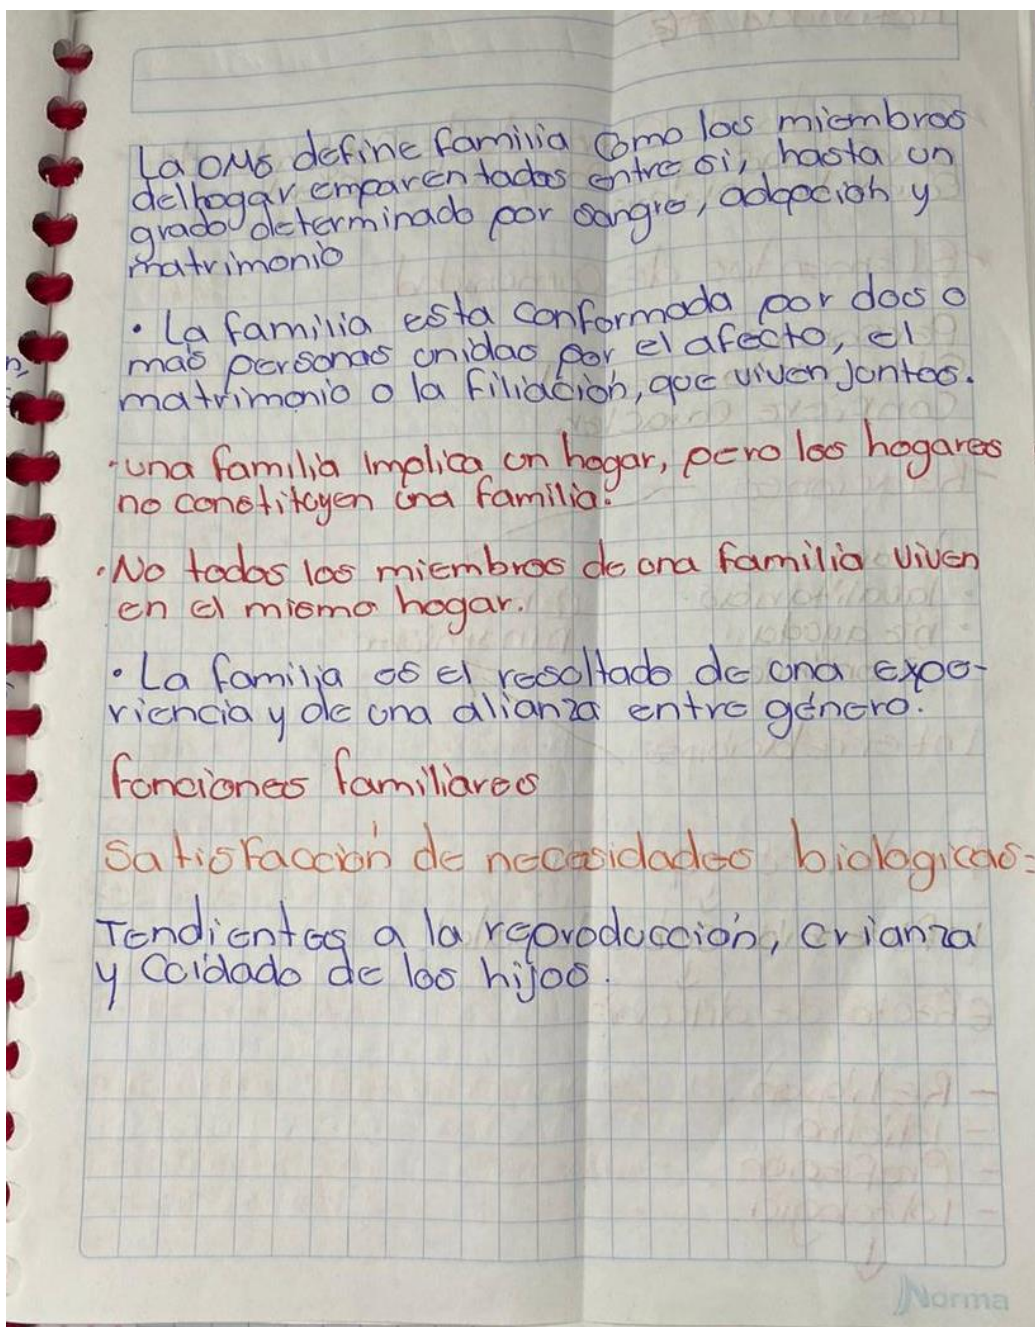 La OMS define familia como los miembros
del hogar emparentados entre si, hasta un
grado determinado por sangre, adopción y
matrimonio
• La familia esta conformada por dos o
más personas unidas por el afecto, el
matrimonio o la filiación, que viven juntos.
• una familia implica un hogar, pero los hogares
no constituyen una familia.
• No todos los miembros de una familia viven
en el mismo hogar.
• La familia es el resultado de una expe-
riencia y de una alianza entre género.
funciones familiares
Satisfacción de necesidades biologicas =
Tendientes a la reproducción, crianza
y cuidado de los hijos.
Norma